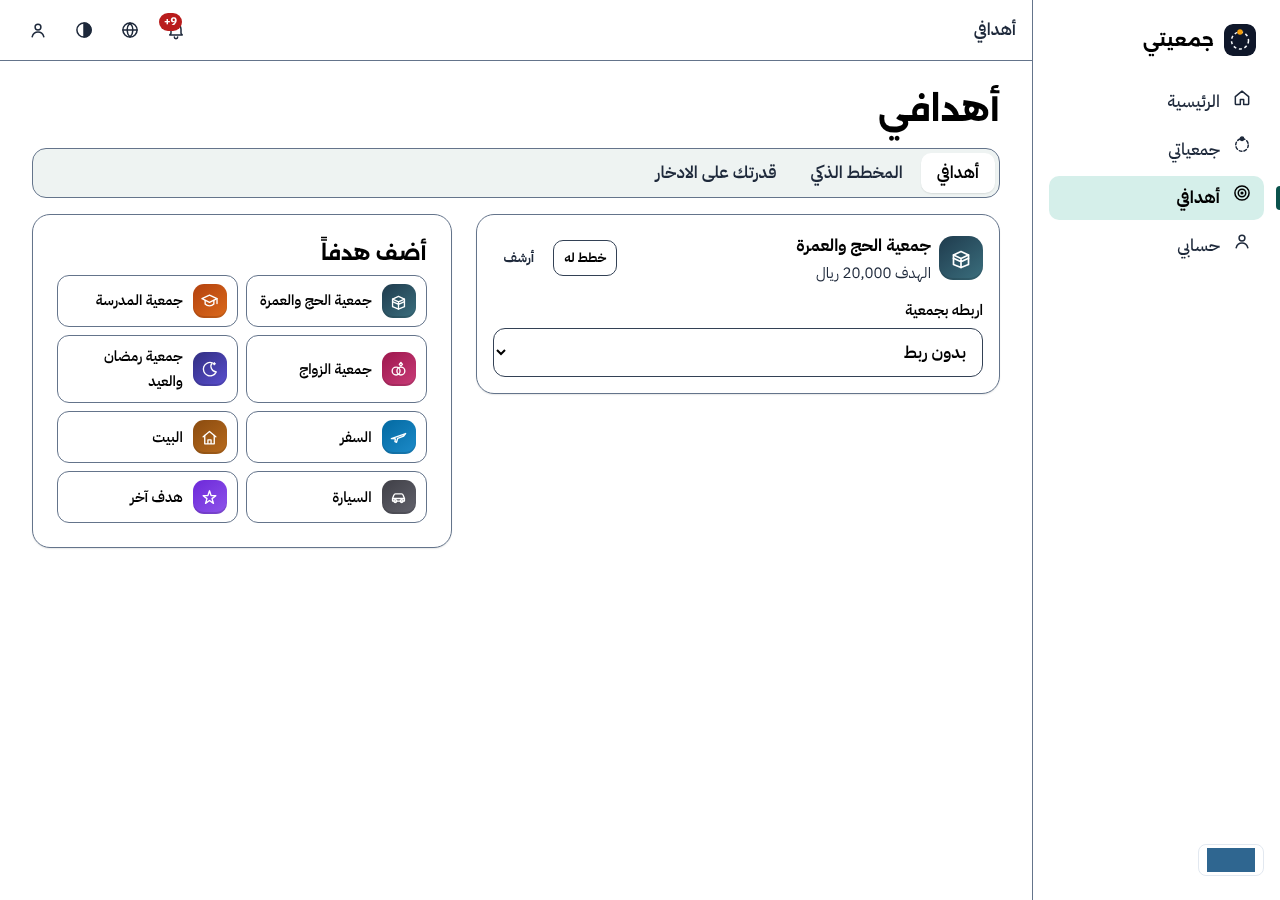 جمعيتي
الرئيسية
جمعياتي
أهدافي
حسابي
أهدافي
+9
أهدافي
أهدافي
المخطط الذكي
قدرتك على الادخار
جمعية الحج والعمرة
الهدف 20,000 ريال
خطط له
أرشف
اربطه بجمعية
بدون ربط
أضف هدفاً
جمعية الحج والعمرة
جمعية المدرسة
جمعية الزواج
جمعية رمضان
والعيد
السفر
البيت
السيارة
هدف آخر